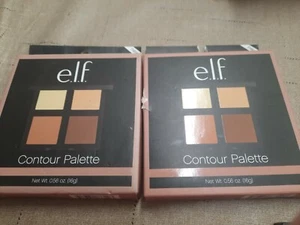 e.l.f.
Contour Palette
Net Wt. 0.56 oz. (16g)
e.l.f.
Contour Palette
Net Wt. 0.56 oz. (16g)